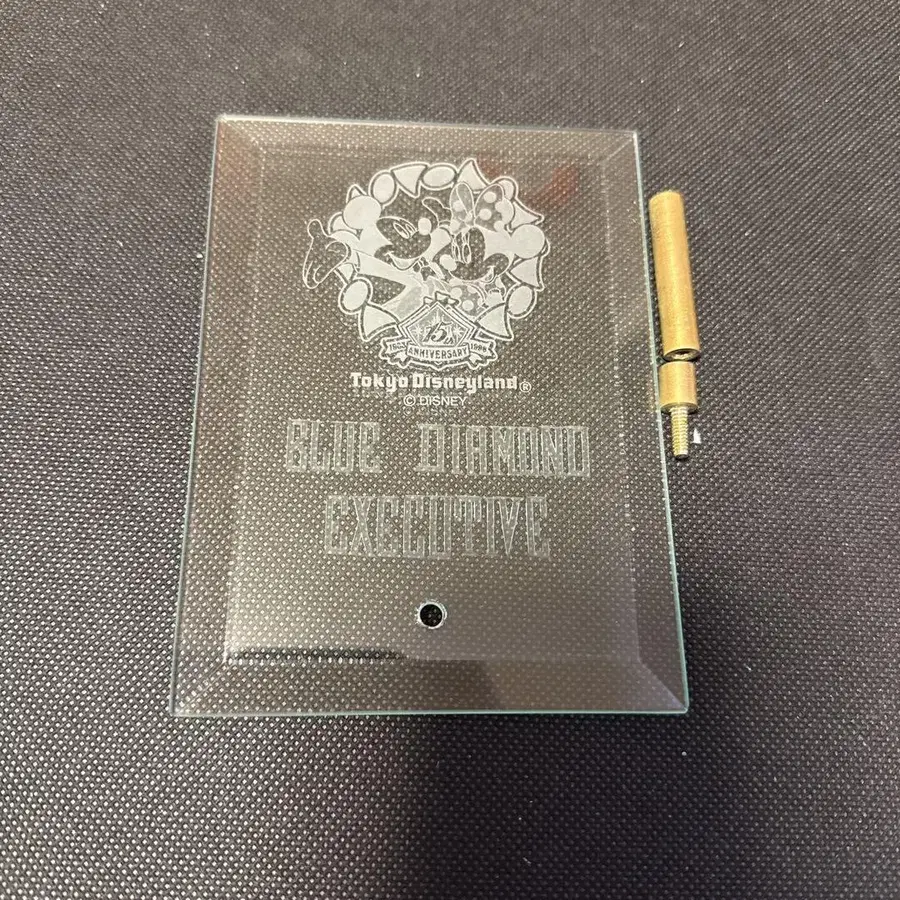 15th
1983 ANNIVERSARY 1998
Tokyo Disneyland®
© DISNEY
BLUE DIAMOND
EXECUTIVE